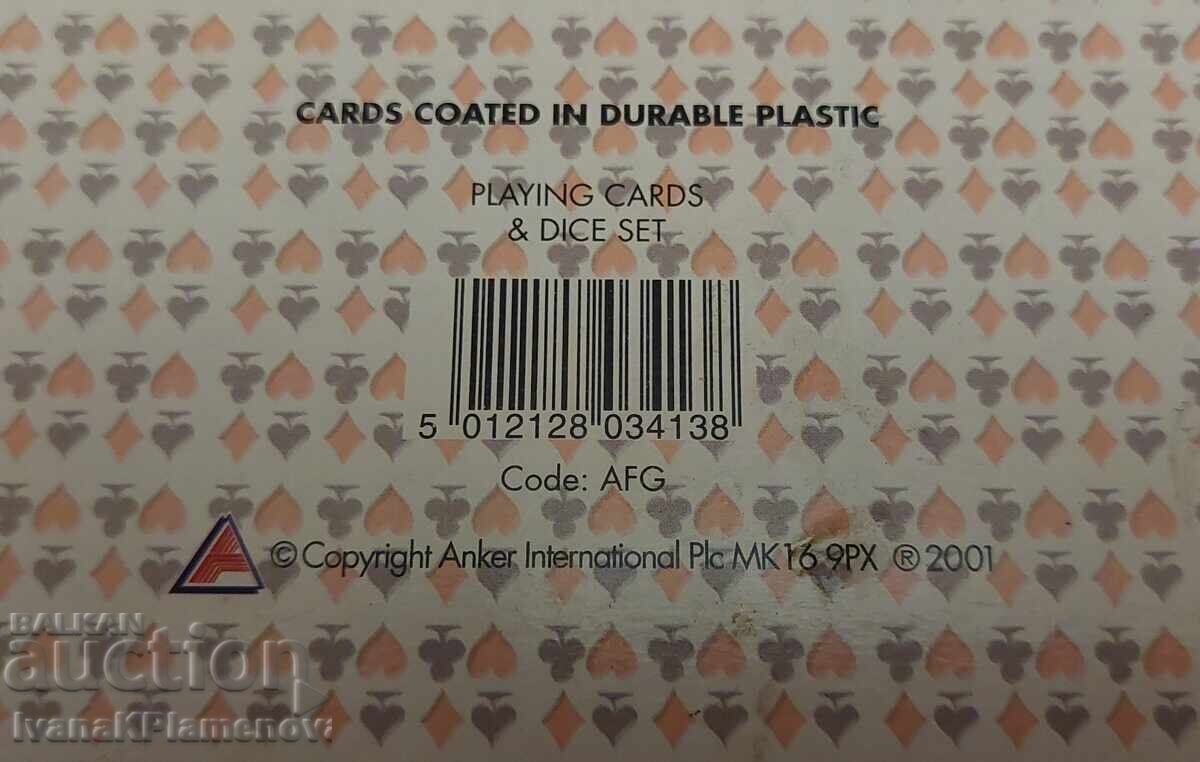 CARDS COATED IN DURABLE PLASTIC
PLAYING CARDS
& DICE SET
5 012128 034138
Code: AFG
© Copyright Anker International Plc MK16 9PX ® 2001
BALKAN
auction
IvanaKPlamenova